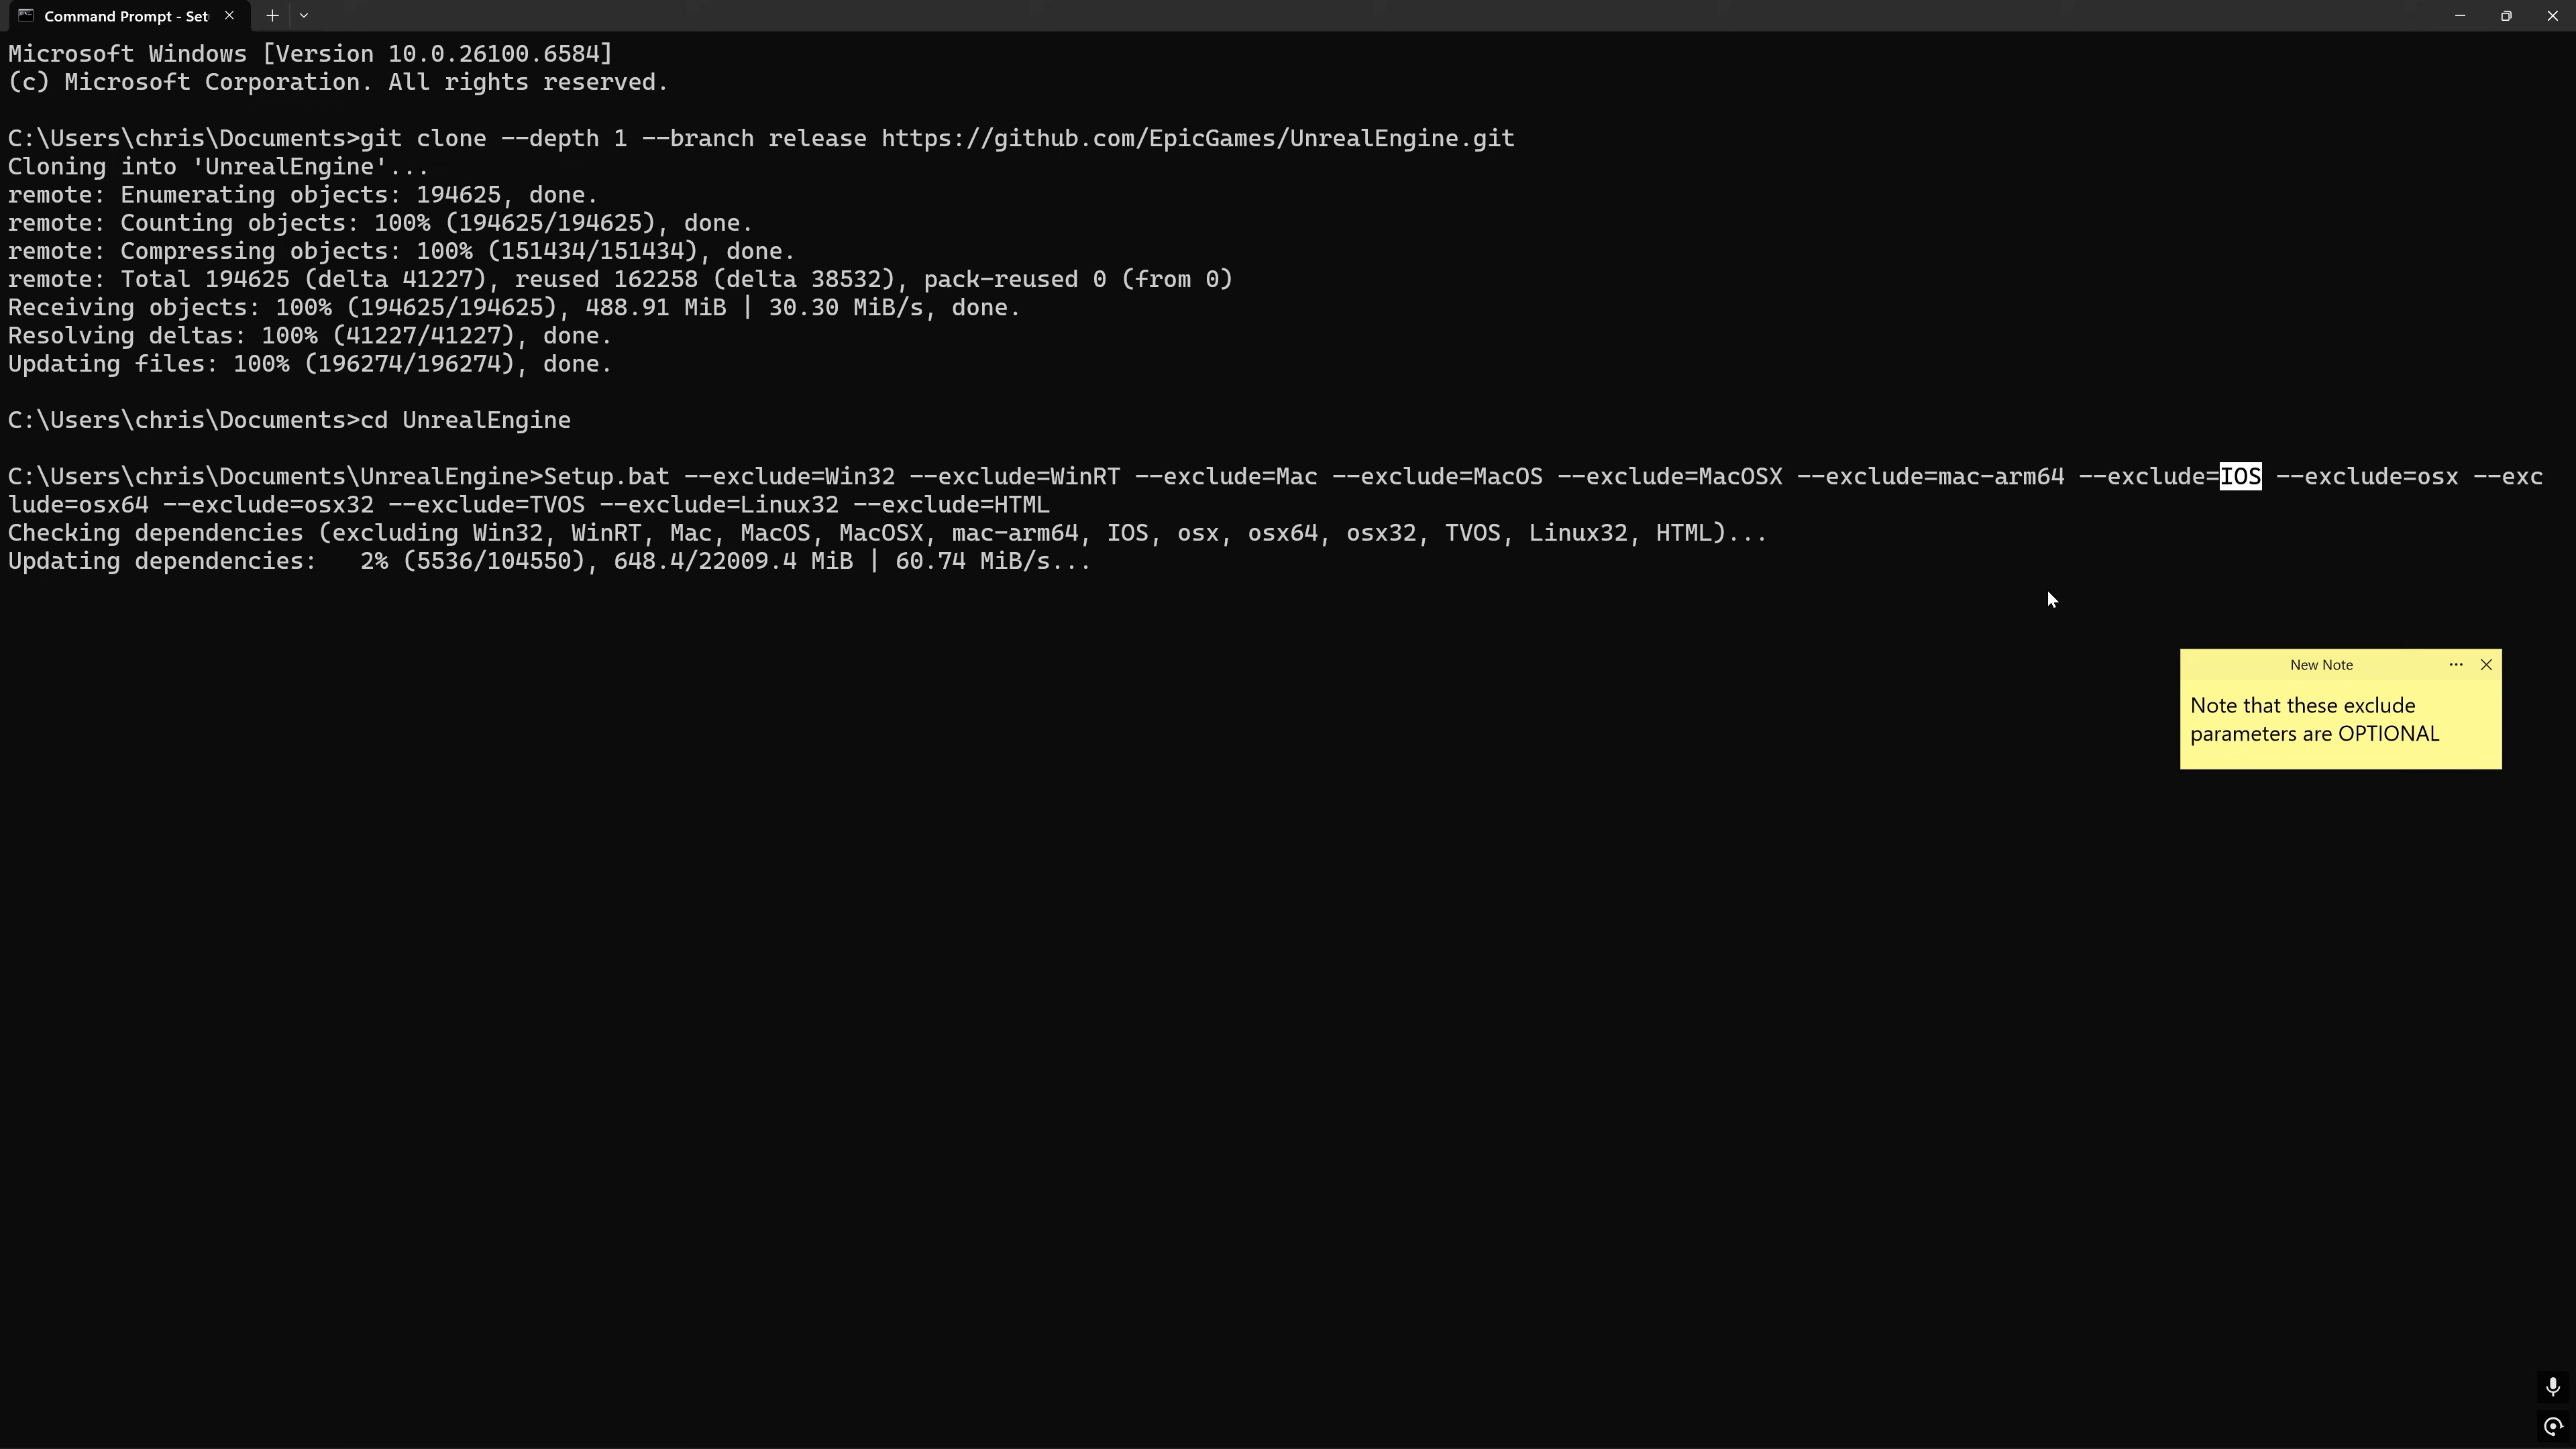 Command Prompt - Set
Microsoft Windows [Version 10.0.26100.6584]
(c) Microsoft Corporation. All rights reserved.
C:\Users\chris\Documents>git clone --depth 1 --branch release https://github.com/EpicGames/UnrealEngine.git
Cloning into 'UnrealEngine'...
remote: Enumerating objects: 194625, done.
remote: Counting objects: 100% (194625/194625), done.
remote: Compressing objects: 100% (151434/151434), done.
remote: Total 194625 (delta 41227), reused 162258 (delta 38532), pack-reused 0 (from 0)
Receiving objects: 100% (194625/194625), 488.91 MiB | 30.30 MiB/s, done.
Resolving deltas: 100% (41227/41227), done.
Updating files: 100% (196274/196274), done.
C:\Users\chris\Documents>cd UnrealEngine
C:\Users\chris\Documents\UnrealEngine>Setup.bat --exclude=Win32 --exclude=WinRT --exclude=Mac --exclude=MacOS --exclude=MacOSX --exclude=mac-arm64 --exclude=IOS --exclude=osx --exc
lude=osx64 --exclude=osx32 --exclude=TVOS --exclude=Linux32 --exclude=HTML
Checking dependencies (excluding Win32, WinRT, Mac, MacOS, MacOSX, mac-arm64, IOS, osx, osx64, osx32, TVOS, Linux32, HTML)...
Updating dependencies:   2% (5536/104550), 648.4/22009.4 MiB | 60.74 MiB/s...
New Note
Note that these exclude
parameters are OPTIONAL